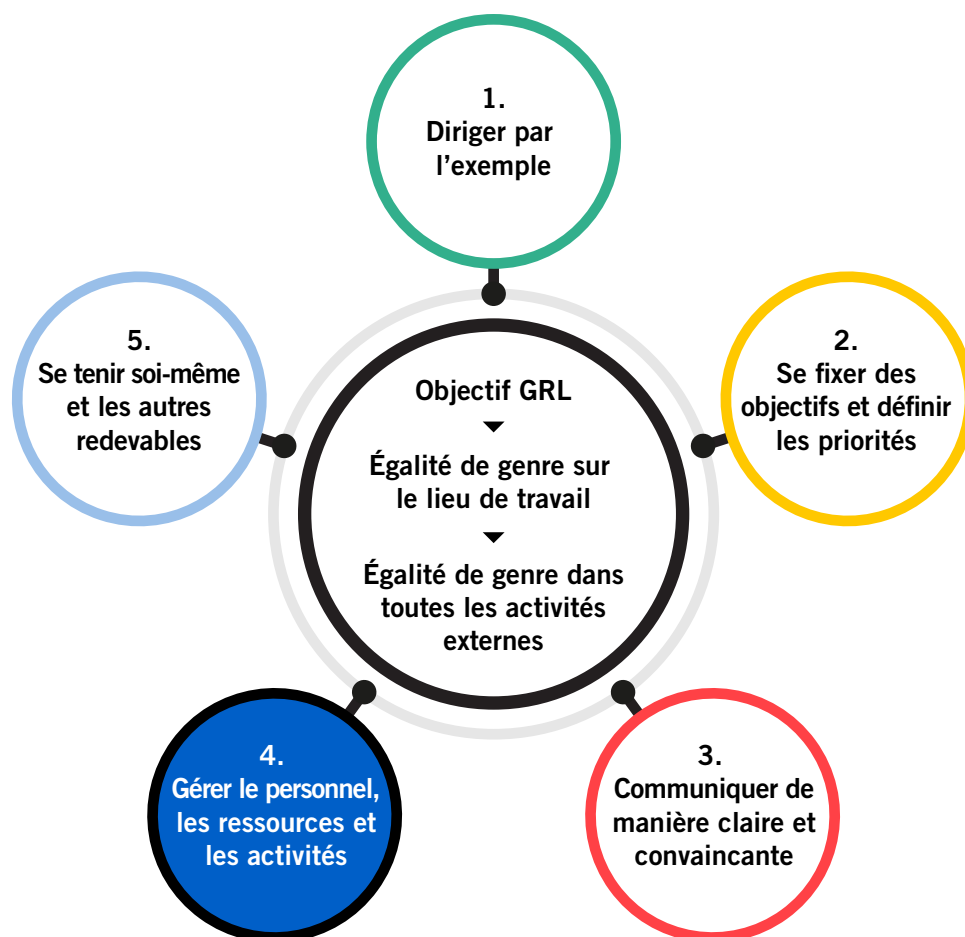 1.
Diriger par
l’exemple
2.
Se fixer des
objectifs et définir
les priorités
3.
Communiquer de
manière claire et
convaincante
4.
Gérer le personnel,
les ressources et
les activités
5.
Se tenir soi-même
et les autres
redevables
Objectif GRL
Égalité de genre sur
le lieu de travail
Égalité de genre dans
toutes les activités
externes